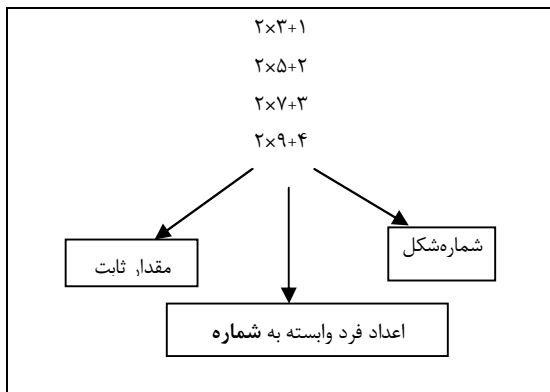 ۲×۳+۱
۲×۵+۲
۲×۷+۳
۲×۹+۴
شماره‌شکل
مقدار ثابت
اعداد فرد وابسته به شماره